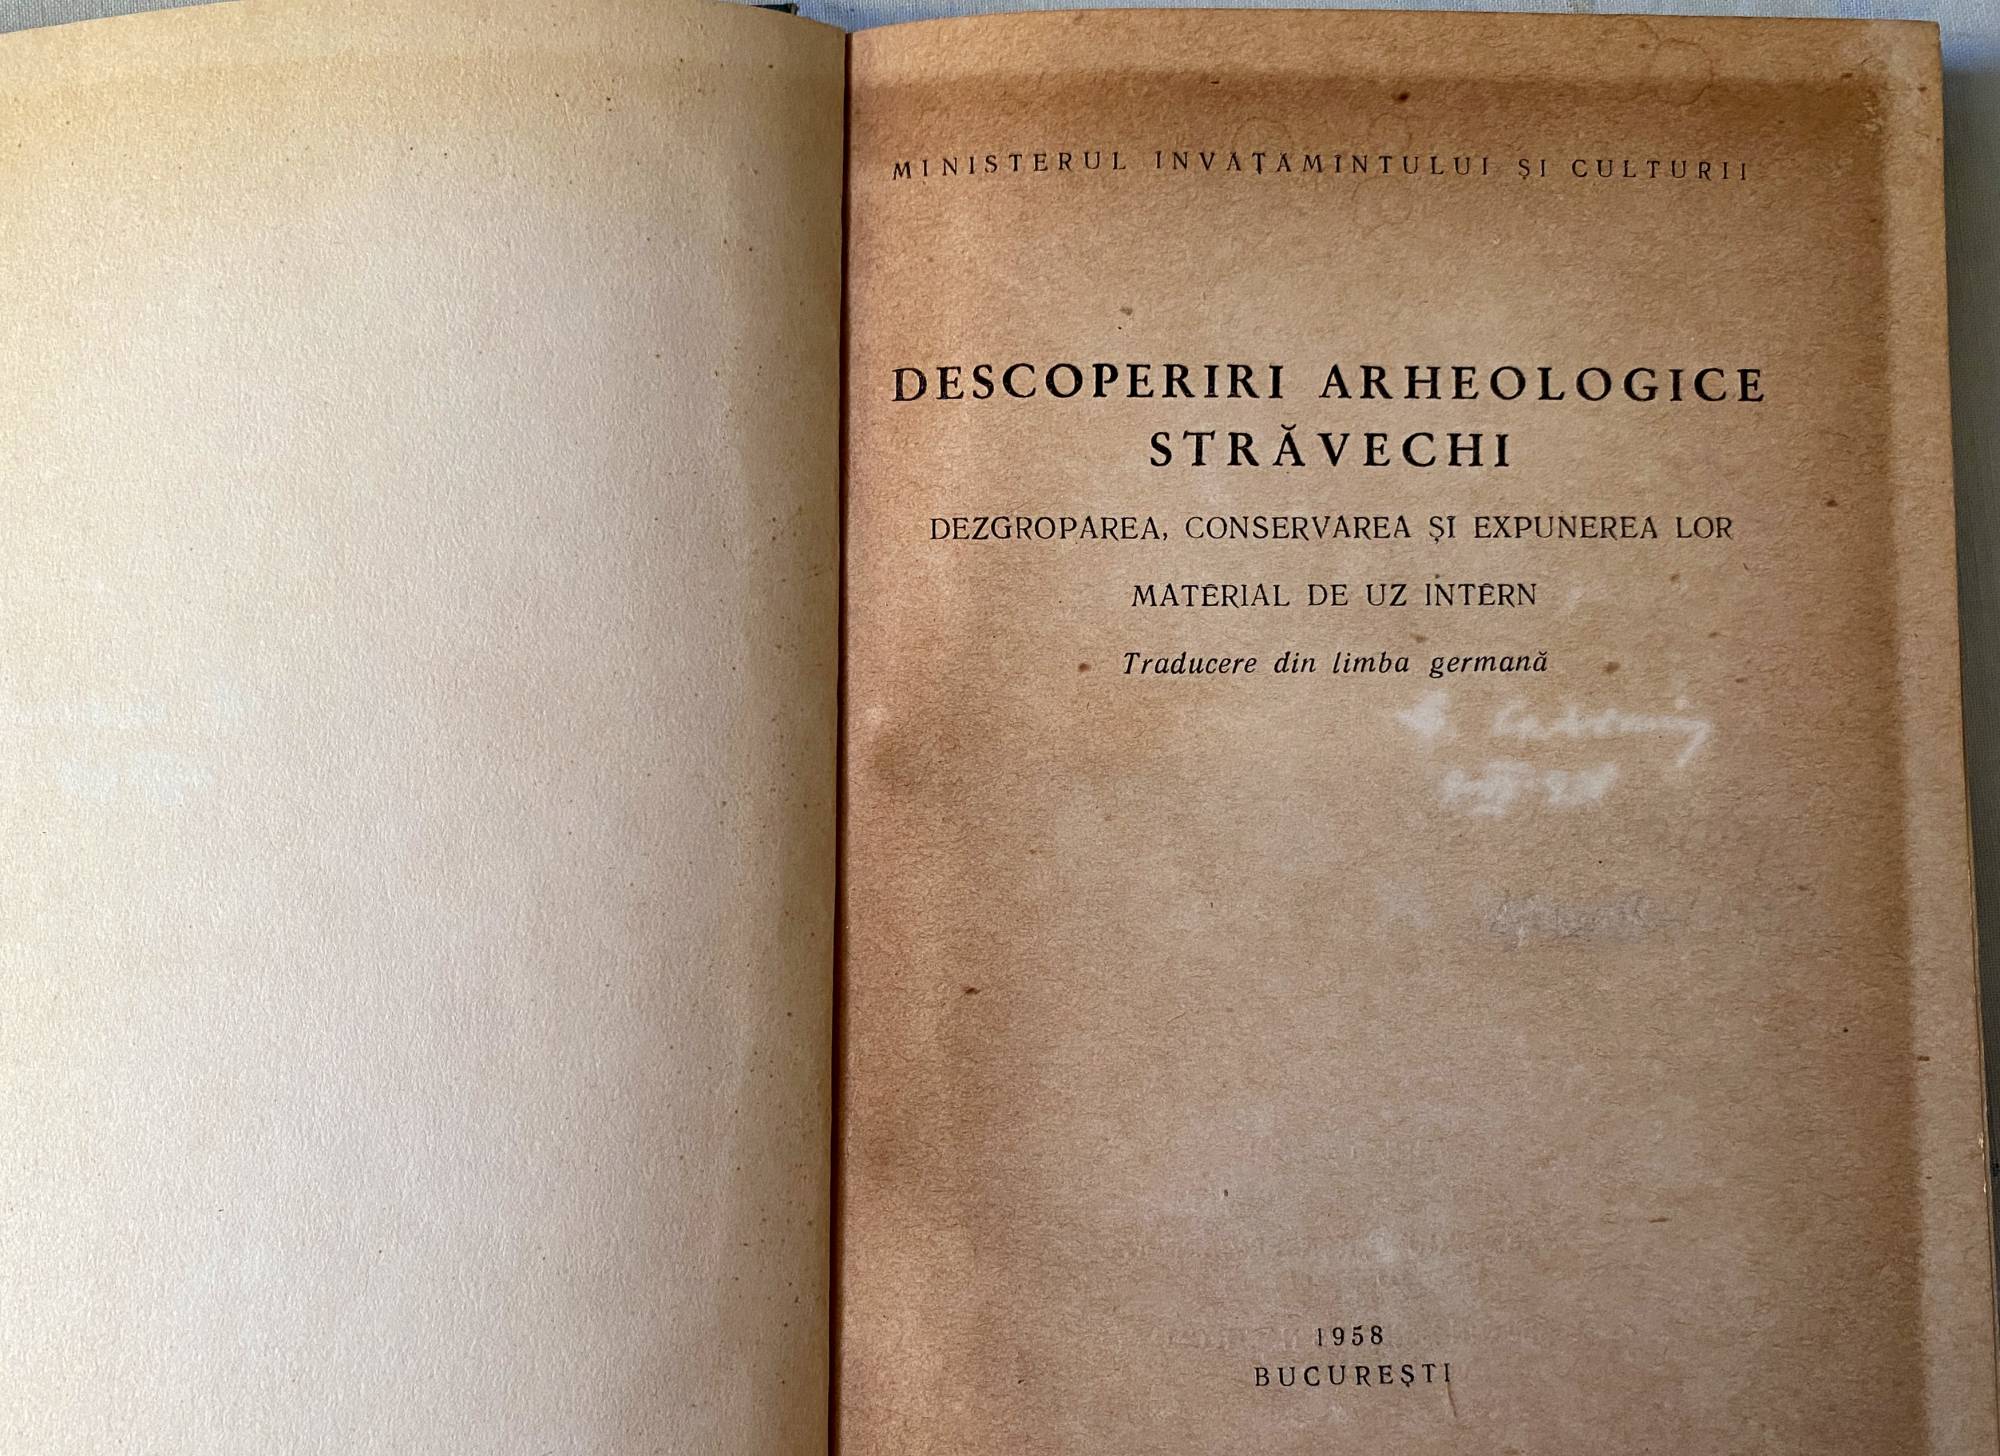 MINISTERUL INVAȚAMINTULUI ȘI CULTURII
DESCOPERIRI ARHEOLOGICE
STRĂVECHI
DEZGROPAREA, CONSERVAREA ȘI EXPUNEREA LOR
MATERIAL DE UZ INTERN
Traducere din limba germană
1958
BUCUREȘTI